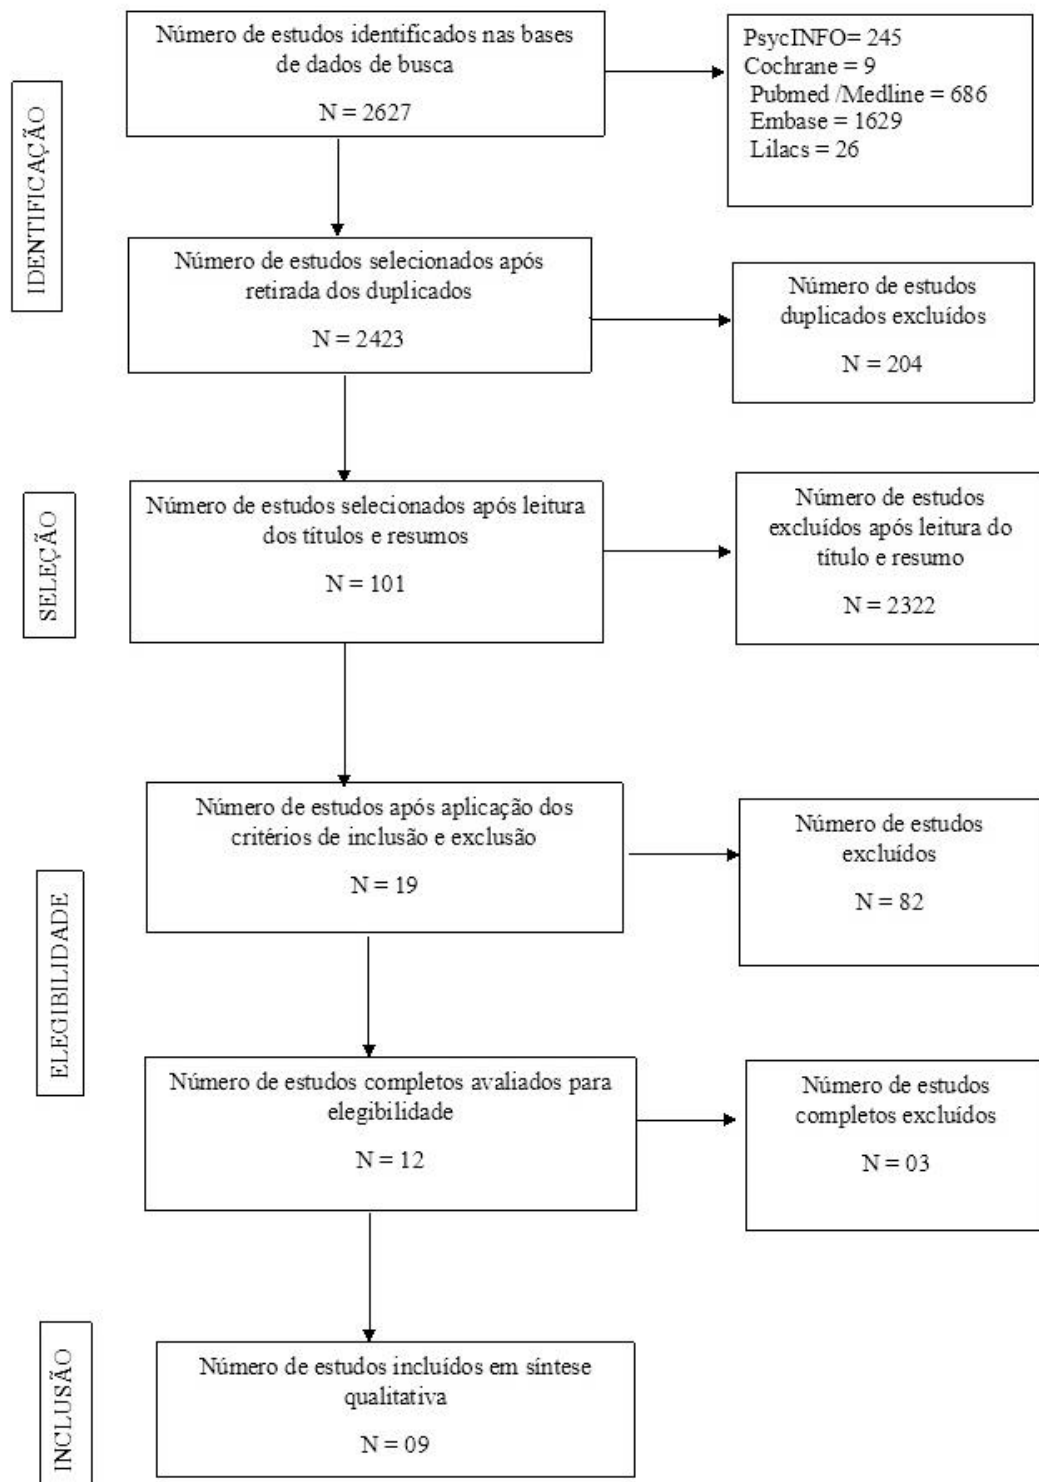 IDENTIFICAÇÃO
Número de estudos identificados nas bases
de dados de busca
N = 2627
PsycINFO= 245
Cochrane = 9
Pubmed /Medline = 686
Embase = 1629
Lilacs = 26
Número de estudos selecionados após
retirada dos duplicados
N = 2423
Número de estudos
duplicados excluídos
N = 204
SELEÇÃO
Número de estudos selecionados após leitura
dos títulos e resumos
N = 101
Número de estudos
excluídos após leitura do
título e resumo
N = 2322
ELEGIBILIDADE
Número de estudos após aplicação dos
critérios de inclusão e exclusão
N = 19
Número de estudos
excluídos
N = 82
Número de estudos completos avaliados para
elegibilidade
N = 12
Número de estudos
completos excluídos
N = 03
INCLUSÃO
Número de estudos incluídos em síntese
qualitativa
N = 09